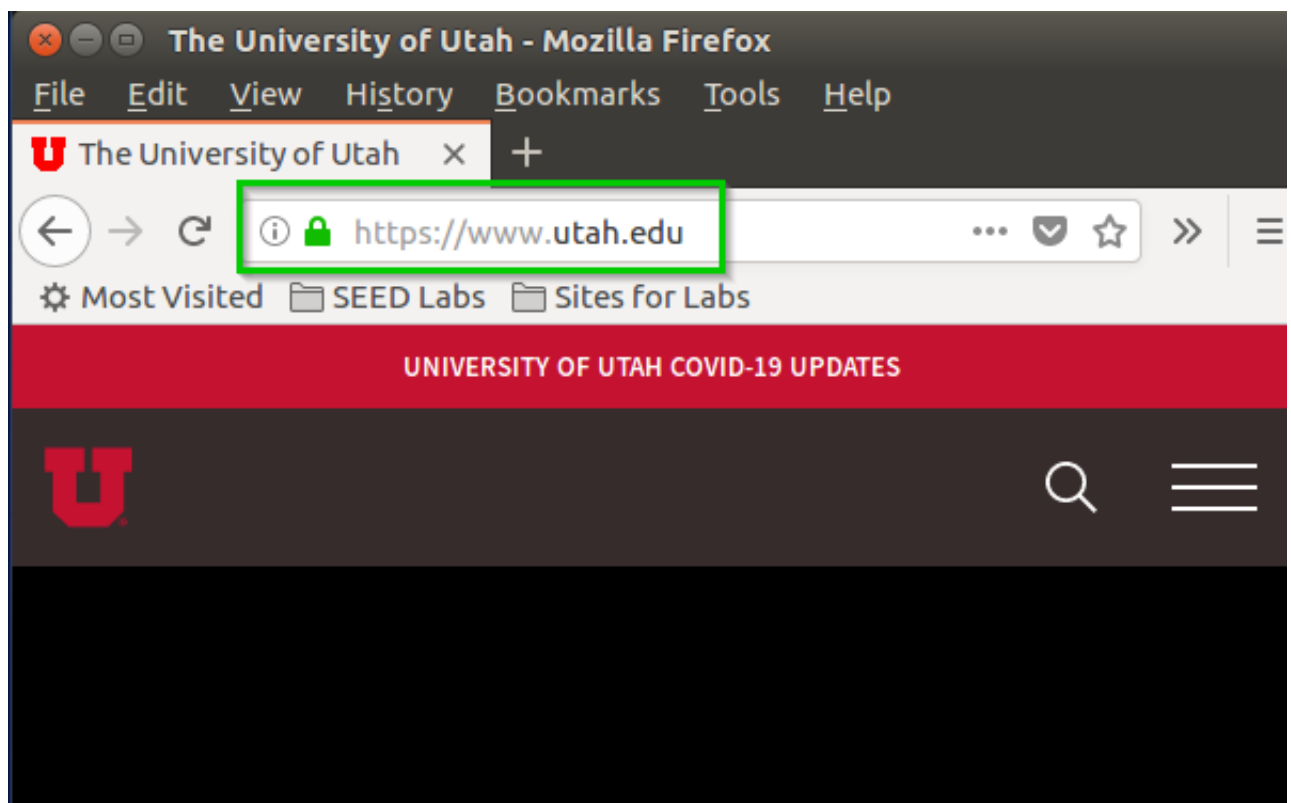 The University of Utah - Mozilla Firefox
File Edit View History Bookmarks Tools Help
U The University of Utah
https://www.utah.edu
Most Visited SEED Labs Sites for Labs
UNIVERSITY OF UTAH COVID-19 UPDATES
U